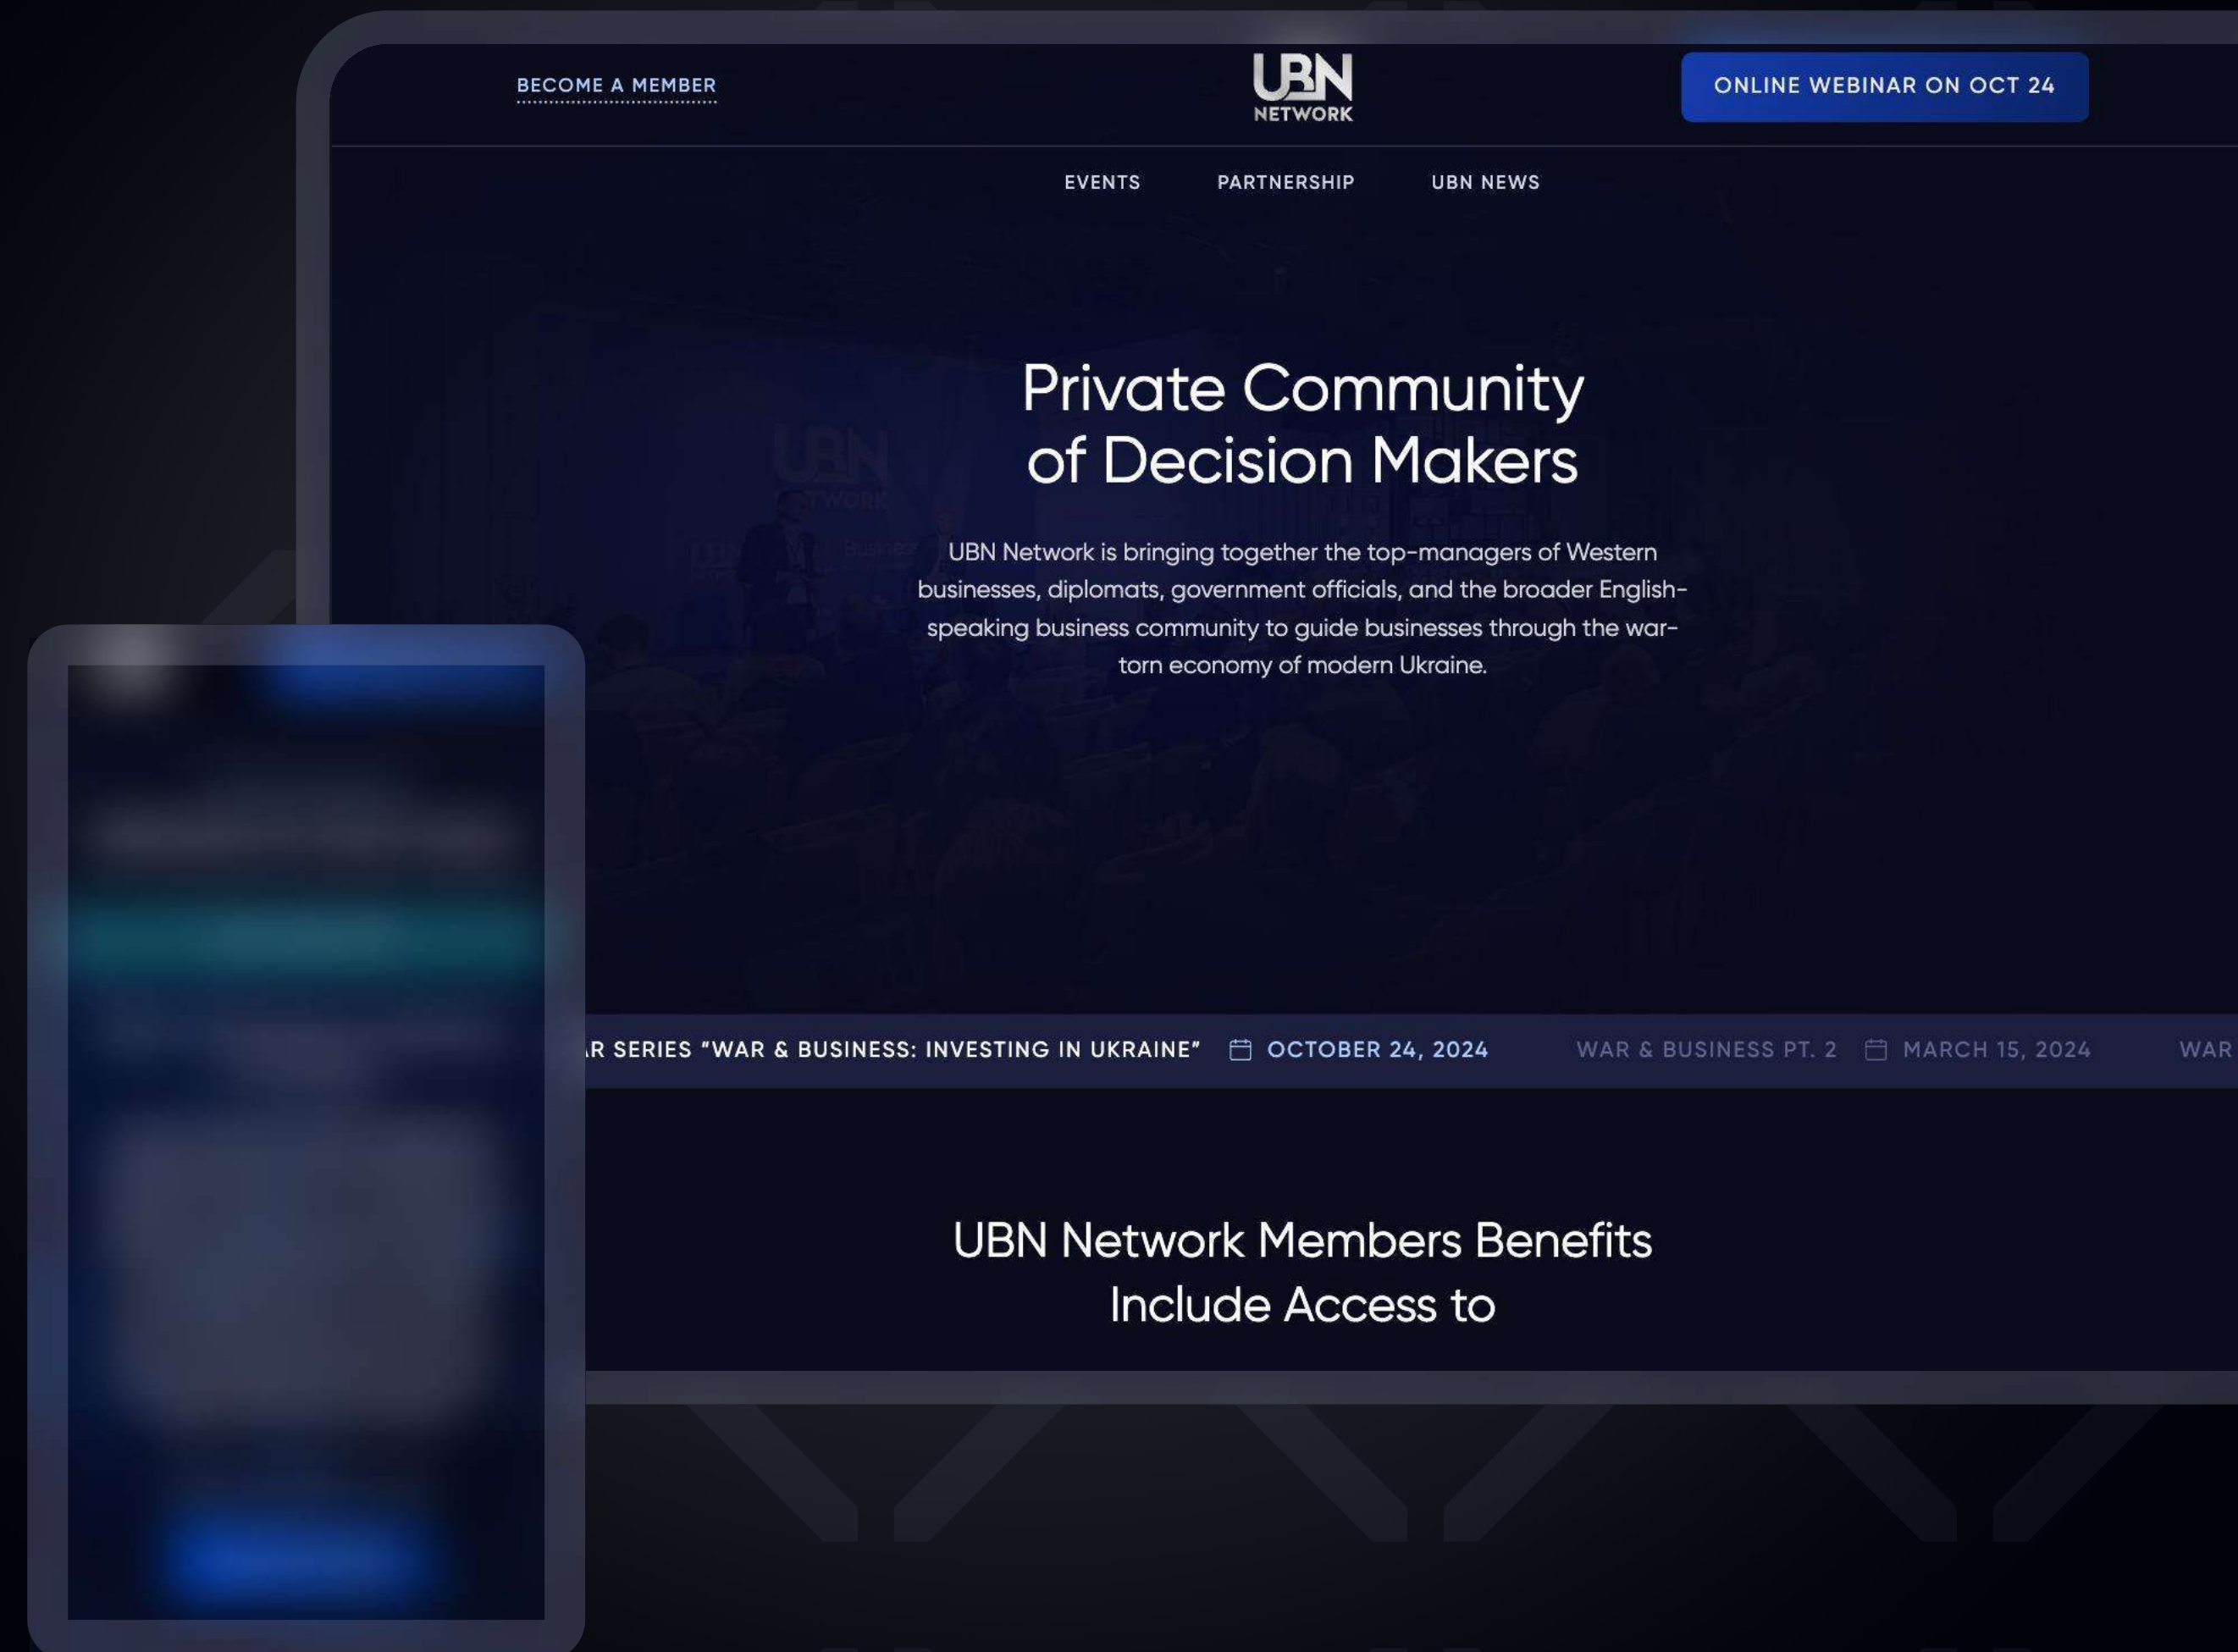 BECOME A MEMBER
UBN
NETWORK
ONLINE WEBINAR ON OCT 24
EVENTS PARTNERSHIP UBN NEWS
Private Community
of Decision Makers
UBN
TWORK
Business
UBN Network is bringing together the top-managers of Western
businesses, diplomats, government officials, and the broader English-
speaking business community to guide businesses through the war-
torn economy of modern Ukraine.
R SERIES “WAR & BUSINESS: INVESTING IN UKRAINE” OCTOBER 24, 2024 WAR & BUSINESS PT. 2 MARCH 15, 2024 WAR
UBN Network Members Benefits
Include Access to